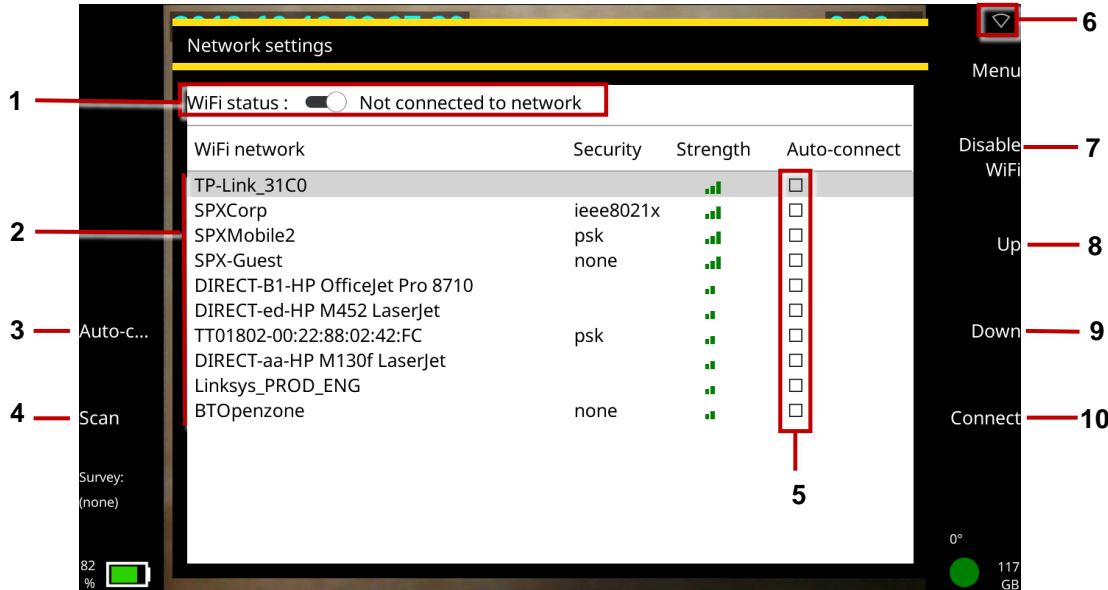 6
Network settings
Menu
1
WiFi status : Not connected to network
WiFi network Security Strength Auto-connect
Disable
WiFi
7
TP-Link_31C0
SPXCorp ieee8021x
2
SPXMobile2 psk
Up
8
SPX-Guest none
DIRECT-B1-HP OfficeJet Pro 8710
DIRECT-ed-HP M452 LaserJet
3
Auto-c...
TT01802-00:22:88:02:42:FC psk
Down
9
DIRECT-aa-HP M130f LaserJet
Linksys_PROD_ENG
4
Scan
BTOpenzone none
Connect
10
Survey:
(none)
5
0°
82
%
117
GB